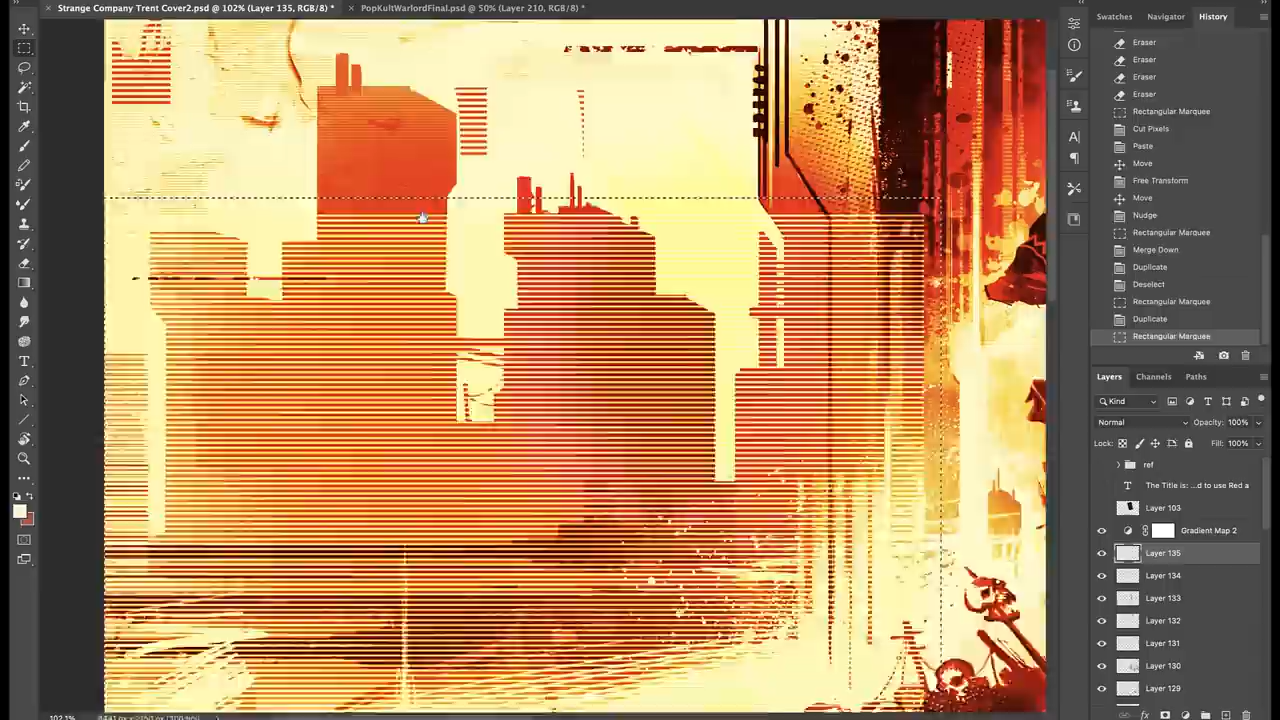 Strange Company Trent Cover2.psd @ 102% (Layer 135, RGB/8) *
PopKultWarlordFinal.psd @ 50% (Layer 210, RGB/8) *
Swatches
Navigator
History
Eraser
Eraser
Eraser
Eraser
Rectangular Marquee
Cut Pixels
Paste
Move
Free Transform
Move
Nudge
Rectangular Marquee
Merge Down
Duplicate
Deselect
Rectangular Marquee
Duplicate
Rectangular Marquee
Layers
Channels
Paths
Kind
Normal
Opacity: 100%
Lock:
Fill: 100%
ref
The Title is: ...d to use Red a
Layer 103
Gradient Map 2
Layer 135
Layer 134
Layer 133
Layer 132
Layer 131
Layer 130
Layer 129